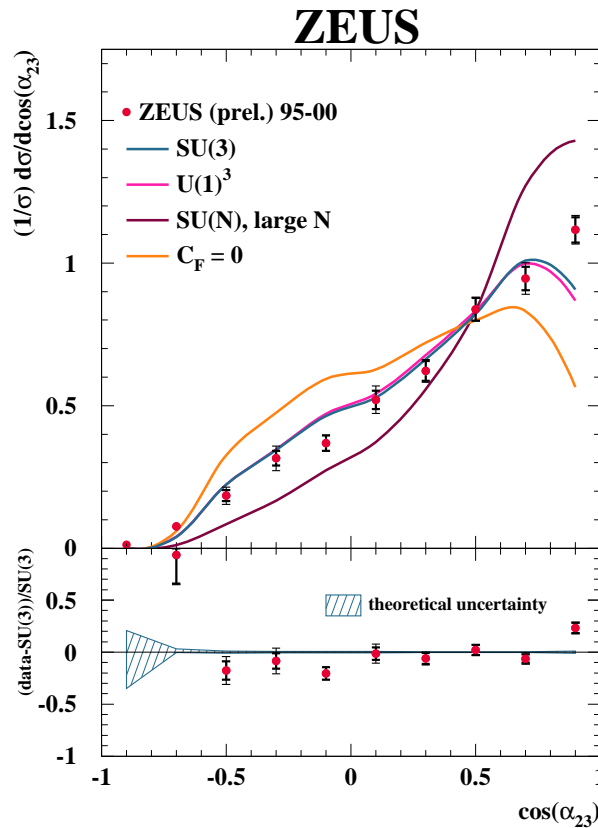 ZEUS
(1/σ) dσ/dcos(α₂₃)
1.5
1
0.5
0
ZEUS (prel.) 95-00
SU(3)
U(1)³
SU(N), large N
C_F = 0
(data-SU(3))/SU(3)
0.5
0
-0.5
-1
theoretical uncertainty
-1 -0.5 0 0.5 1
cos(α₂₃)